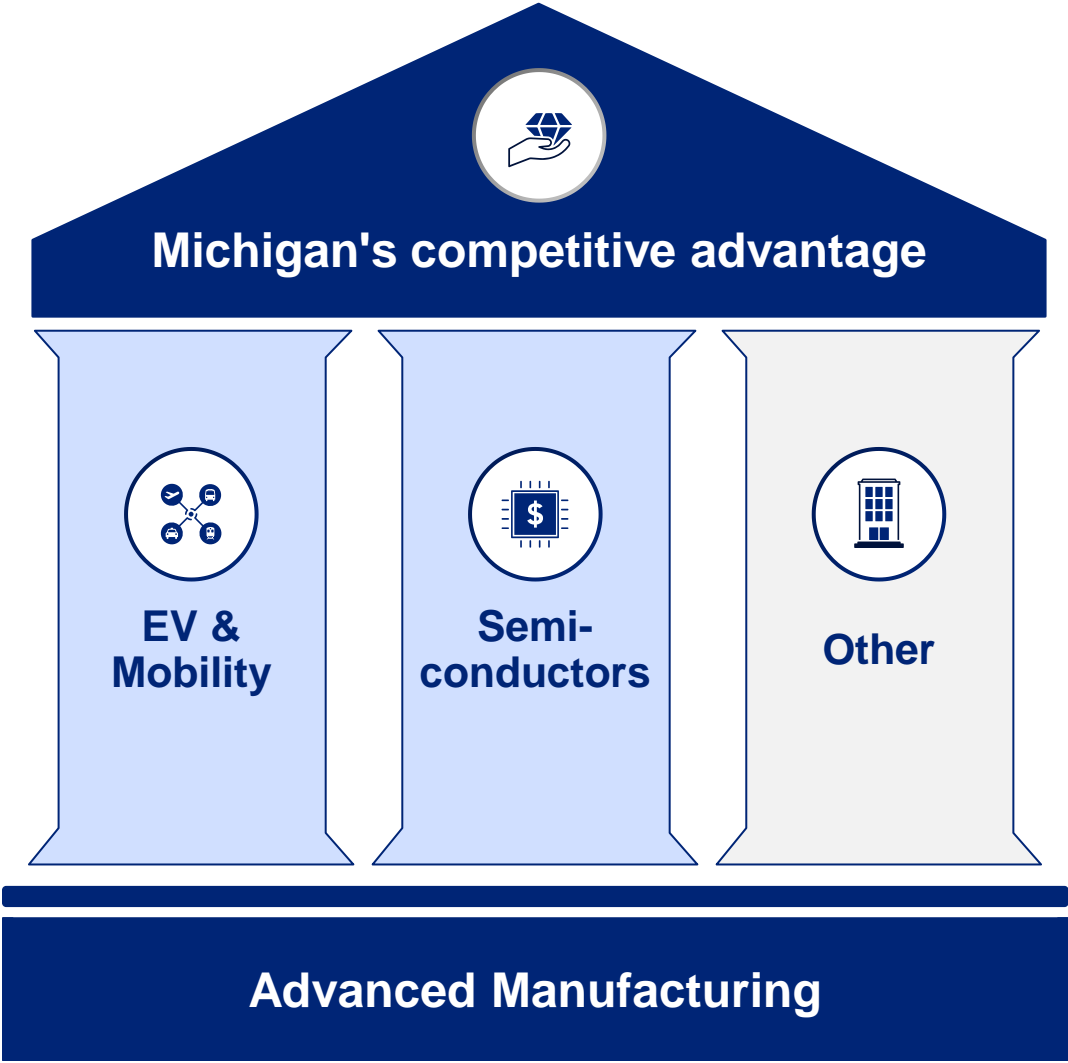 Michigan's competitive advantage
$
EV &
Mobility
Semi-
conductors
Other
Advanced Manufacturing